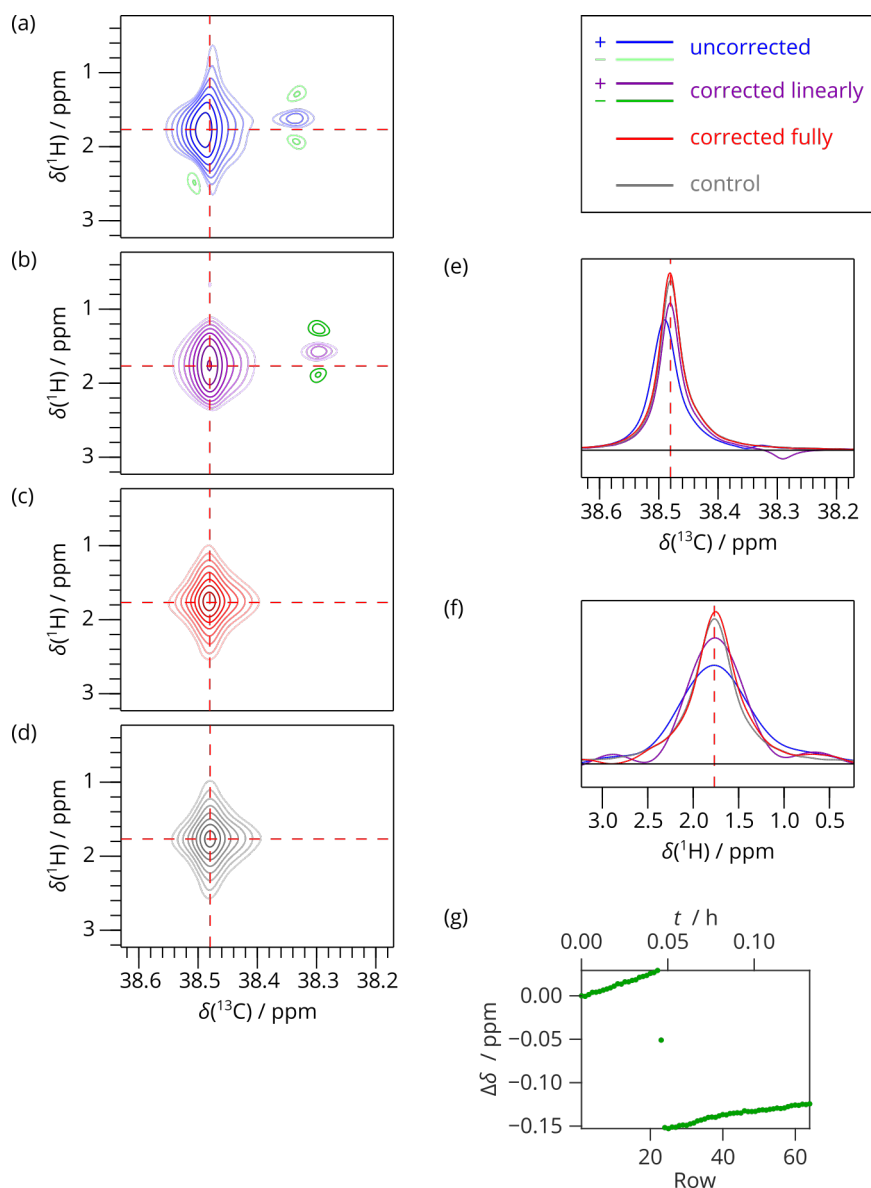 (a)
1
2
3
δ(¹H) / ppm
(b)
1
2
3
δ(¹H) / ppm
(c)
1
2
3
δ(¹H) / ppm
(d)
1
2
3
δ(¹H) / ppm
38.6 38.5 38.4 38.3 38.2
δ(¹³C) / ppm
+ uncorrected
−
+ corrected linearly
−
corrected fully
control
(e)
38.6 38.5 38.4 38.3 38.2
δ(¹³C) / ppm
(f)
3.0 2.5 2.0 1.5 1.0 0.5
δ(¹H) / ppm
(g)
t / h
0.00 0.05 0.10
0.00
−0.05
−0.10
−0.15
Δδ / ppm
20 40 60
Row